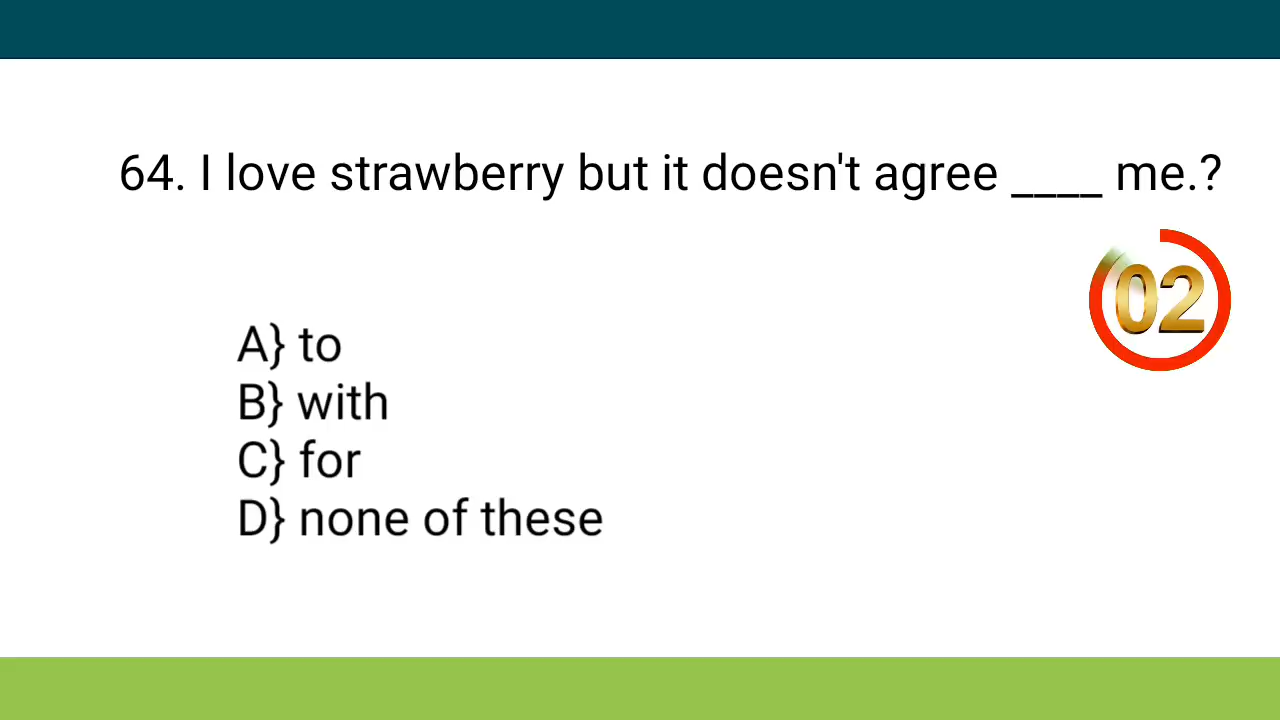 64. I love strawberry but it doesn't agree ____ me.?
02
A} to
B} with
C} for
D} none of these